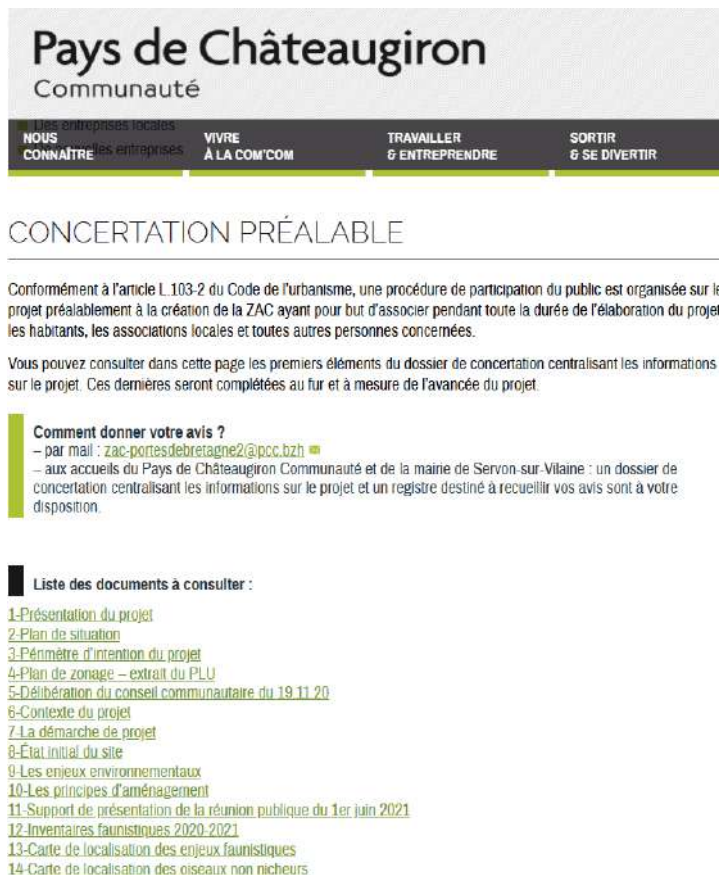 Pays de Châteaugiron
Communauté
Des entreprises locales
entreprises
NOUS CONNAÎTRE
VIVRE À LA COM'COM
TRAVAILLER & ENTREPRENDRE
SORTIR & SE DIVERTIR
CONCERTATION PRÉALABLE
Conformément à l'article L.103-2 du Code de l'urbanisme, une procédure de participation du public est organisée sur le
projet préalablement à la création de la ZAC ayant pour but d'associer pendant toute la durée de l'élaboration du projet
les habitants, les associations locales et toutes autres personnes concernées.
Vous pouvez consulter dans cette page les premiers éléments du dossier de concertation centralisant les informations
sur le projet. Ces dernières seront complétées au fur et à mesure de l'avancée du projet.
Comment donner votre avis ?
– par mail : zac-portesdebretagne2@pcc.bzh
– aux accueils du Pays de Châteaugiron Communauté et de la mairie de Servon-sur-Vilaine : un dossier de
concertation centralisant les informations sur le projet et un registre destiné à recueillir vos avis sont à votre
disposition.
Liste des documents à consulter :
1-Présentation du projet
2-Plan de situation
3-Périmètre d'intention du projet
4-Plan de zonage – extrait du PLU
5-Délibération du conseil communautaire du 19.11.20
6-Contexte du projet
7-La démarche de projet
8-État initial du site
9-Les enjeux environnementaux
10-Les principes d'aménagement
11-Support de présentation de la réunion publique du 1er juin 2021
12-Inventaires faunistiques 2020-2021
13-Carte de localisation des enjeux faunistiques
14-Carte de localisation des oiseaux non nicheurs